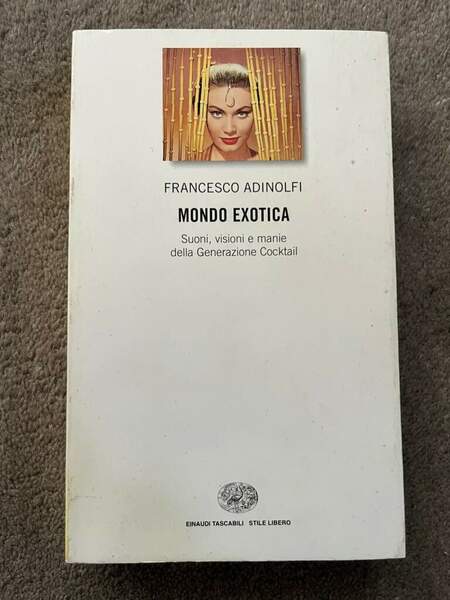 FRANCESCO ADINOLFI
MONDO EXOTICA
Suoni, visioni e manie
della Generazione Cocktail
EINAUDI TASCABILI STILE LIBERO